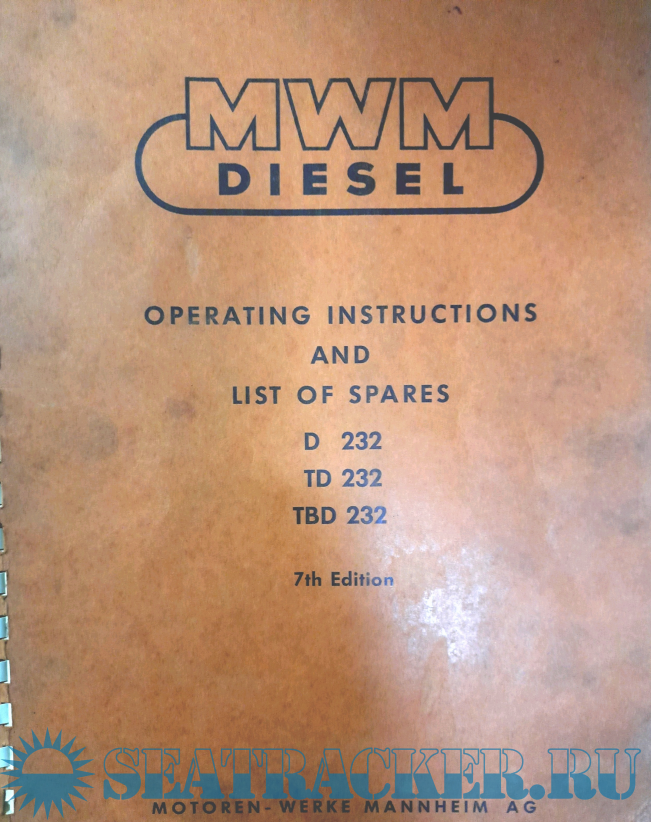 MWM
DIESEL
OPERATING INSTRUCTIONS
AND
LIST OF SPARES
D 232
TD 232
TBD 232
7th Edition
SEATRACKER.RU
MOTOREN-WERKE MANNHEIM AG